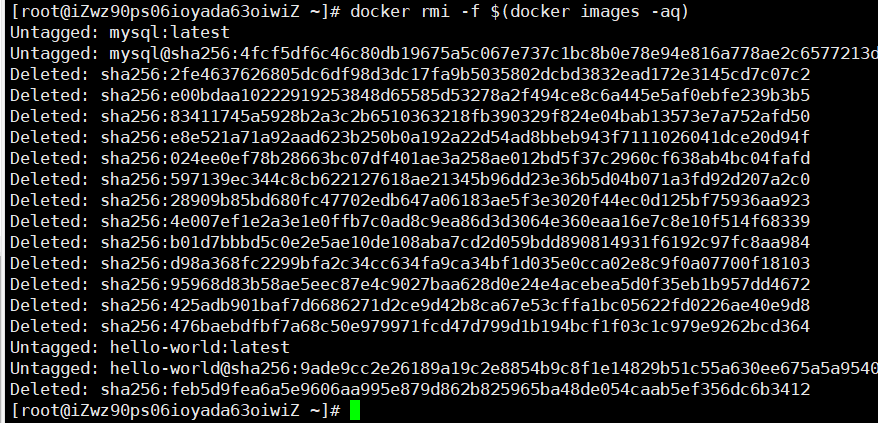 [root@iZwz90ps06ioyada63oiwiZ ~]# docker rmi -f $(docker images -aq)
Untagged: mysql:latest
Untagged: mysql@sha256:4fcf5df6c46c80db19675a5c067e737c1bc8b0e78e94e816a778ae2c6577213d
Deleted: sha256:2fe4637626805dc6df98d3dc17fa9b5035802dcbd3832ead172e3145cd7c07c2
Deleted: sha256:e00bdaa10222919253848d65585d53278a2f494ce8c6a445e5af0ebfe239b3b5
Deleted: sha256:83411745a5928b2a3c2b6510363218fb390329f824e04bab13573e7a752afd50
Deleted: sha256:e8e521a71a92aad623b250b0a192a22d54ad8bbeb943f7111026041dce20d94f
Deleted: sha256:024ee0ef78b28663bc07df401ae3a258ae012bd5f37c2960cf638ab4bc04fafd
Deleted: sha256:597139ec344c8cb622127618ae21345b96dd23e36b5d04b071a3fd92d207a2c0
Deleted: sha256:28909b85bd680fc47702edb647a06183ae5f3e3020f44ec0d125bf75936aa923
Deleted: sha256:4e007ef1e2a3e1e0ffb7c0ad8c9ea86d3d3064e360eaa16e7c8e10f514f68339
Deleted: sha256:b01d7bbbd5c0e2e5ae10de108aba7cd2d059bdd890814931f6192c97fc8aa984
Deleted: sha256:d98a368fc2299bfa2c34cc634fa9ca34bf1d035e0cca02e8c9f0a07700f18103
Deleted: sha256:95968d83b58ae5eec87e4c9027baa628d0e24e4acebea5d0f35eb1b957dd4672
Deleted: sha256:425adb901baf7d6686271d2ce9d42b8ca67e53cffa1bc05622fd0226ae40e9d8
Deleted: sha256:476baebdfbf7a68c50e979971fcd47d799d1b194bcf1f03c1c979e9262bcd364
Untagged: hello-world:latest
Untagged: hello-world@sha256:9ade9cc2e26189a19c2e8854b9c8f1e14829b51c55a630ee675a5a9540
Deleted: sha256:feb5d9fea6a5e9606aa995e879d862b825965ba48de054caab5ef356dc6b3412
[root@iZwz90ps06ioyada63oiwiZ ~]#